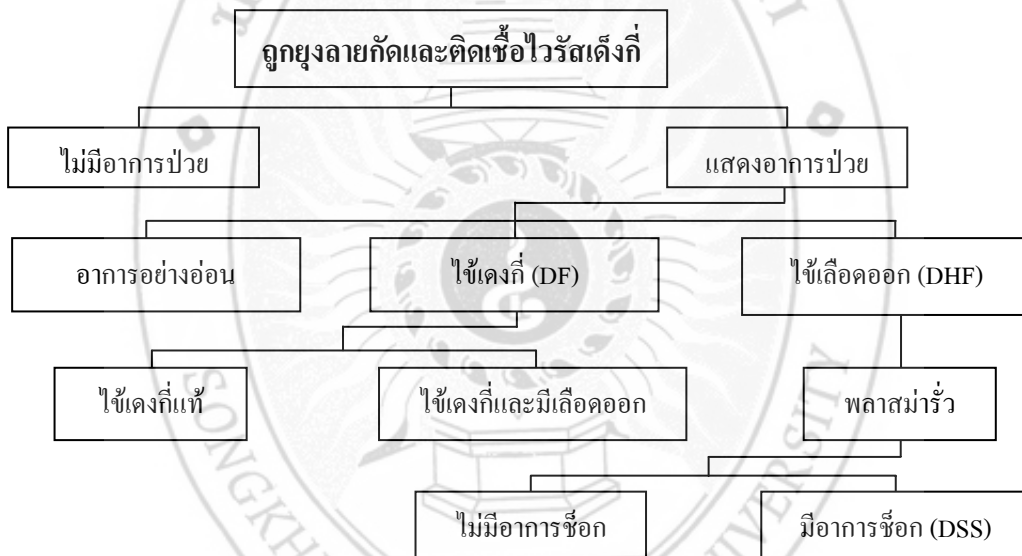 ถูกยุงลายกัดและติดเชื้อไวรัสเด็งกี่
ไม่มีอาการป่วย
แสดงอาการป่วย
อาการอย่างอ่อน
ไข้เดงกี่ (DF)
ไข้เลือดออก (DHF)
ไข้เดงกี่แท้
ไข้เดงกี่และมีเลือดออก
พลาสม่ารั่ว
ไม่มีอาการช็อก
มีอาการช็อก (DSS)